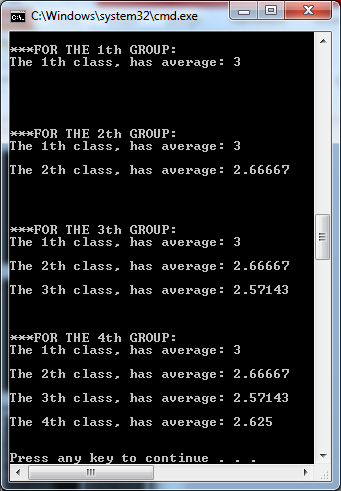 C:\Windows\system32\cmd.exe
***FOR THE 1th GROUP:
The 1th class, has average: 3
***FOR THE 2th GROUP:
The 1th class, has average: 3
The 2th class, has average: 2.66667
***FOR THE 3th GROUP:
The 1th class, has average: 3
The 2th class, has average: 2.66667
The 3th class, has average: 2.57143
***FOR THE 4th GROUP:
The 1th class, has average: 3
The 2th class, has average: 2.66667
The 3th class, has average: 2.57143
The 4th class, has average: 2.625
Press any key to continue . . .